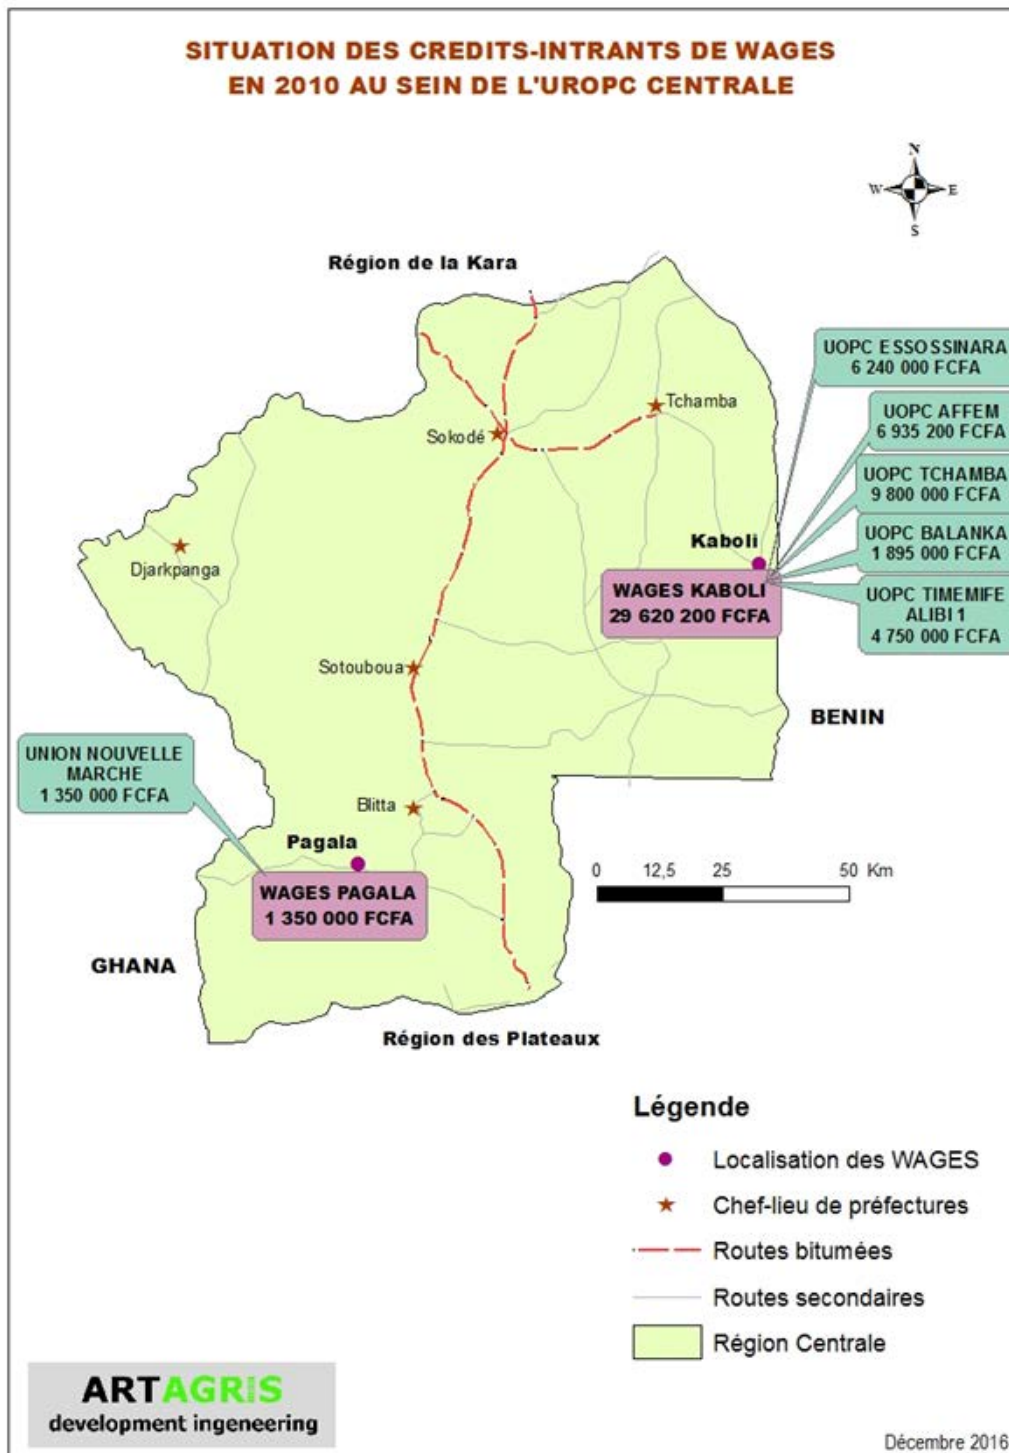 SITUATION DES CREDITS-INTRANTS DE WAGES
EN 2010 AU SEIN DE L'UROPC CENTRALE
N
W
E
S
Région de la Kara
UOPC ESSOSSINARA
6 240 000 FCFA
UOPC AFFEM
6 935 200 FCFA
Tchamba
Sokodé
UOPC TCHAMBA
9 800 000 FCFA
Kaboli
UOPC BALANKA
1 895 000 FCFA
Djarkpanga
WAGES KABOLI
29 620 200 FCFA
UOPC TIMEMIFE
ALIBI 1
4 750 000 FCFA
Sotouboua
BENIN
UNION NOUVELLE
MARCHE
1 350 000 FCFA
Blitta
Pagala
0 12,5 25 50 Km
WAGES PAGALA
1 350 000 FCFA
GHANA
Région des Plateaux
Légende
Localisation des WAGES
Chef-lieu de préfectures
Routes bitumées
Routes secondaires
Région Centrale
ARTAGRIS
development ingeneering
Décembre 2016